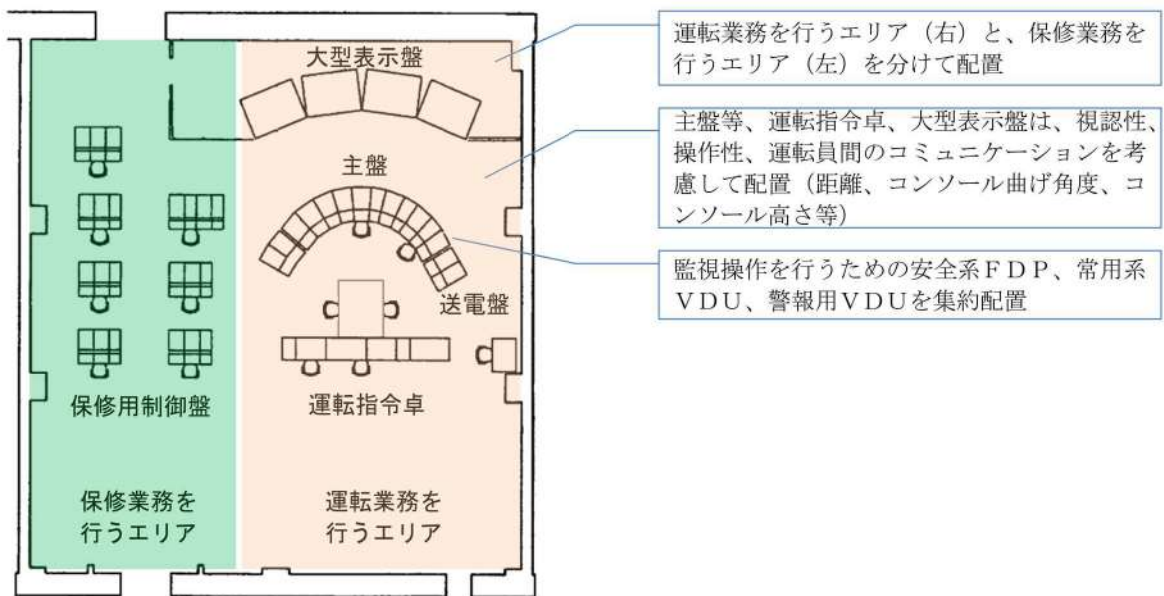 大型表示盤
主盤
送電盤
保修用制御盤
運転指令卓
保修業務を
行うエリア
運転業務を
行うエリア
運転業務を行うエリア（右）と、保修業務を
行うエリア（左）を分けて配置
主盤等、運転指令卓、大型表示盤は、視認性、
操作性、運転員間のコミュニケーションを考
慮して配置（距離、コンソール曲げ角度、コ
ンソール高さ等）
監視操作を行うための安全系ＦＤＰ、常用系
ＶＤＵ、警報用ＶＤＵを集約配置